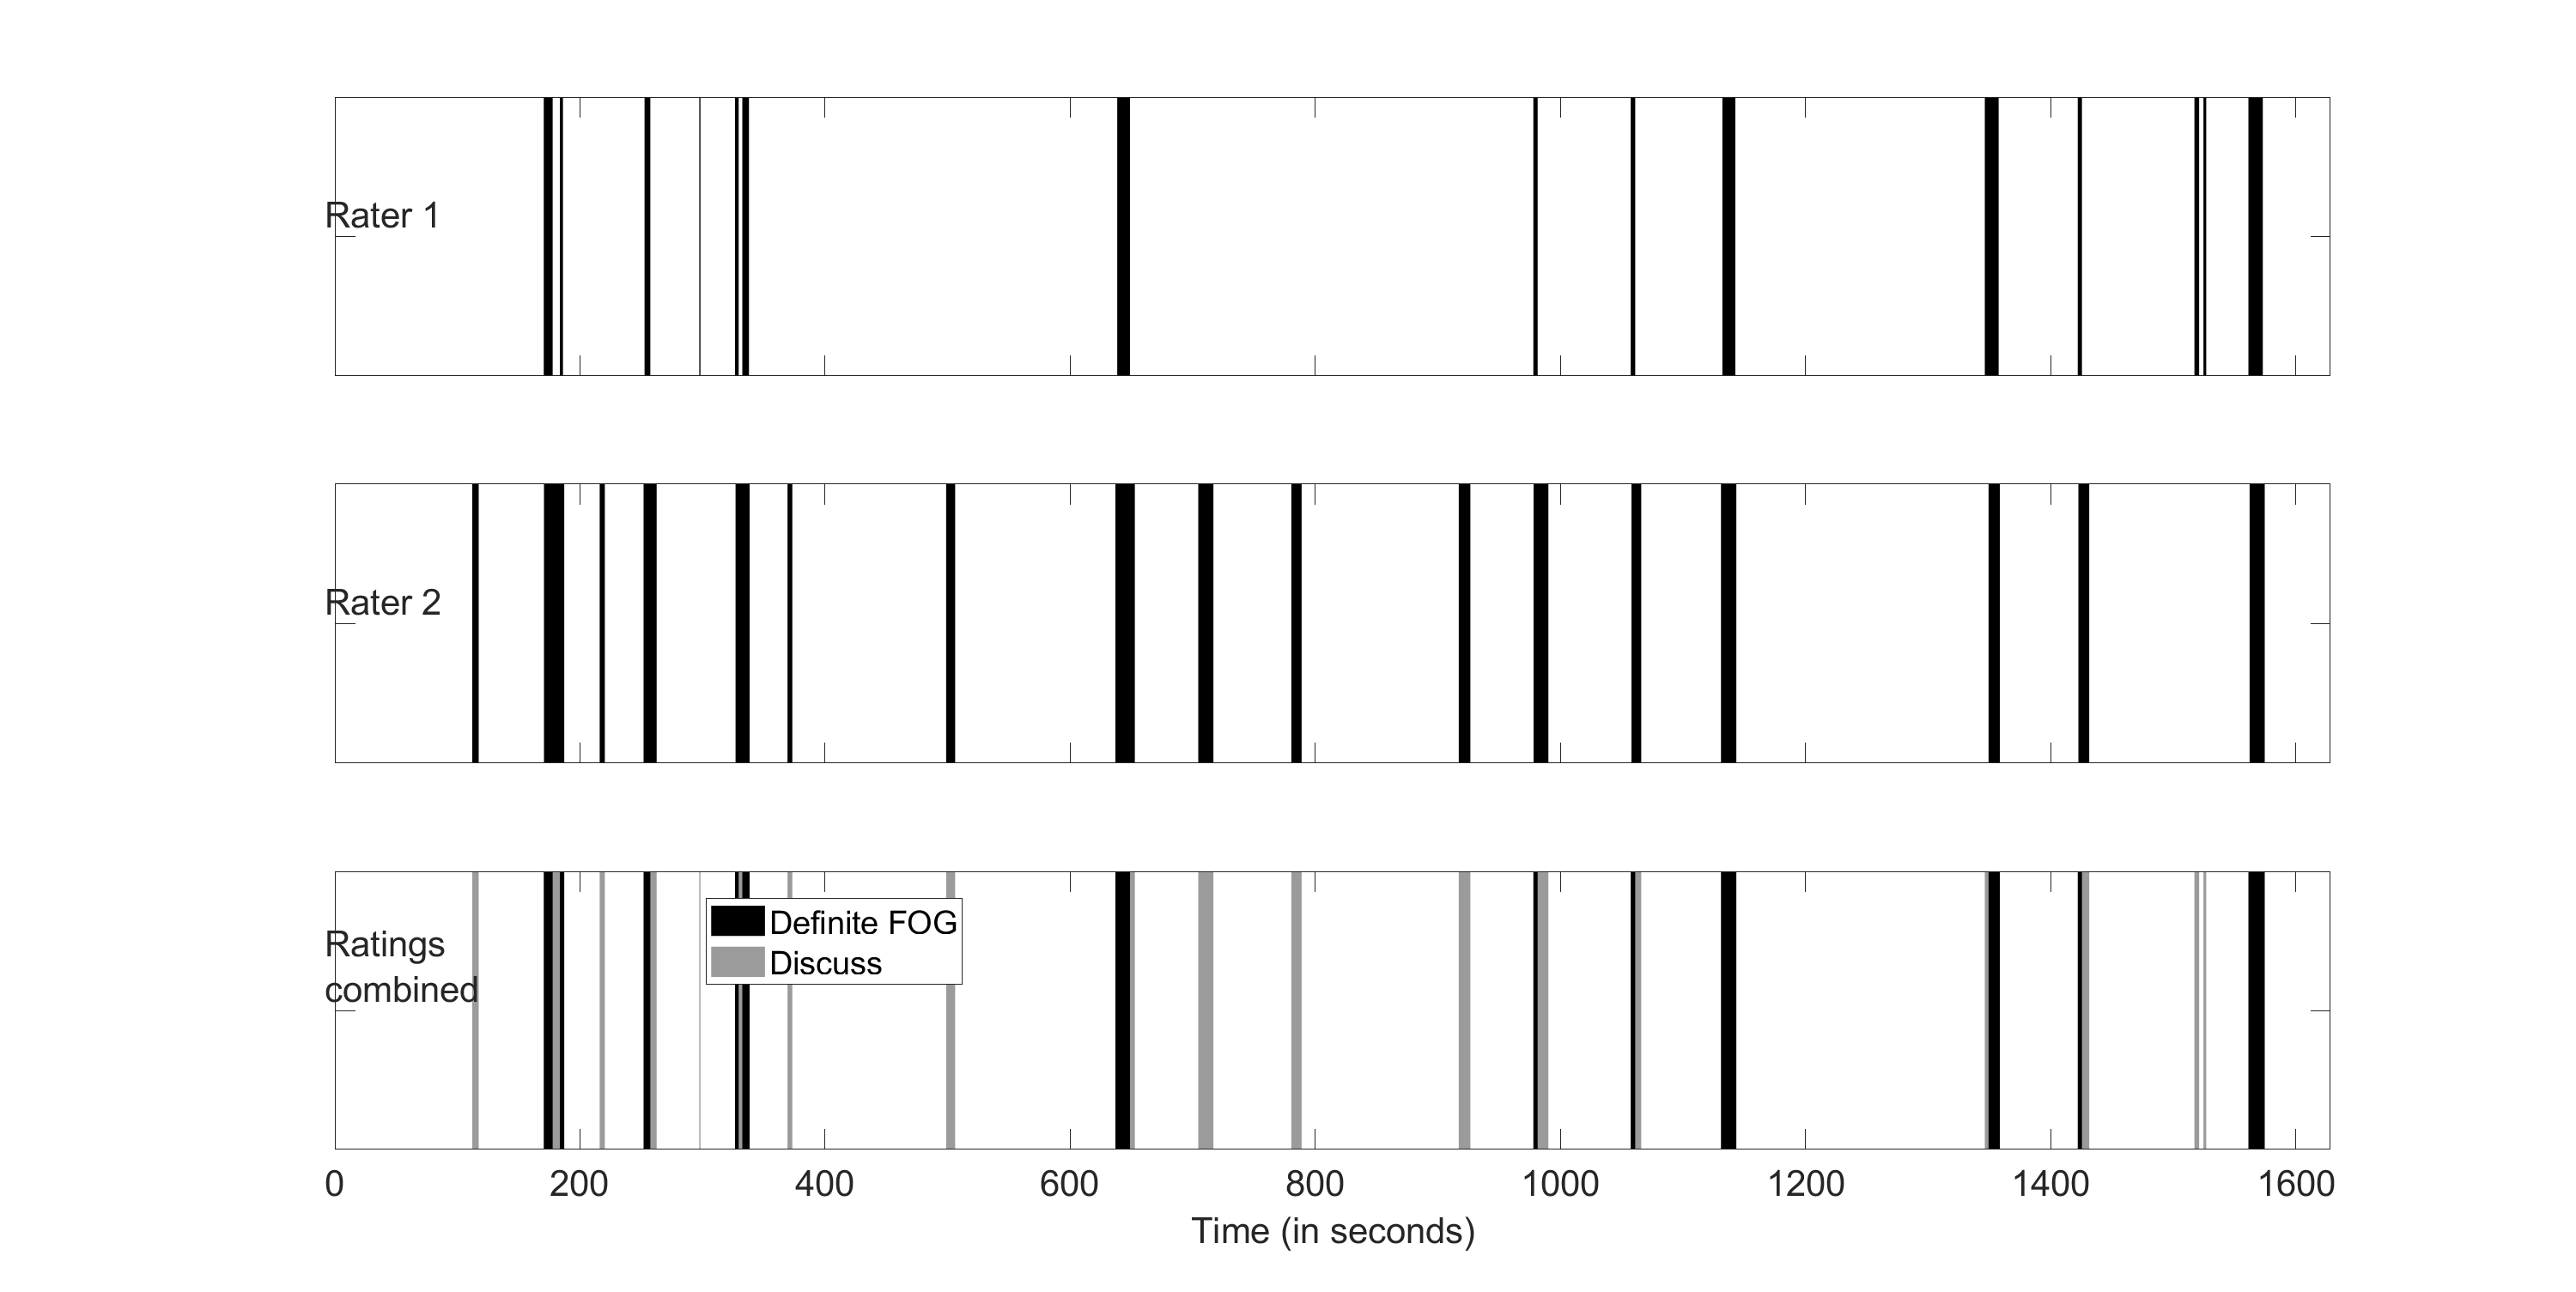 Rater 1
Rater 2
Ratings
combined
Definite FOG
Discuss
0 200 400 600 800 1000 1200 1400 1600
Time (in seconds)